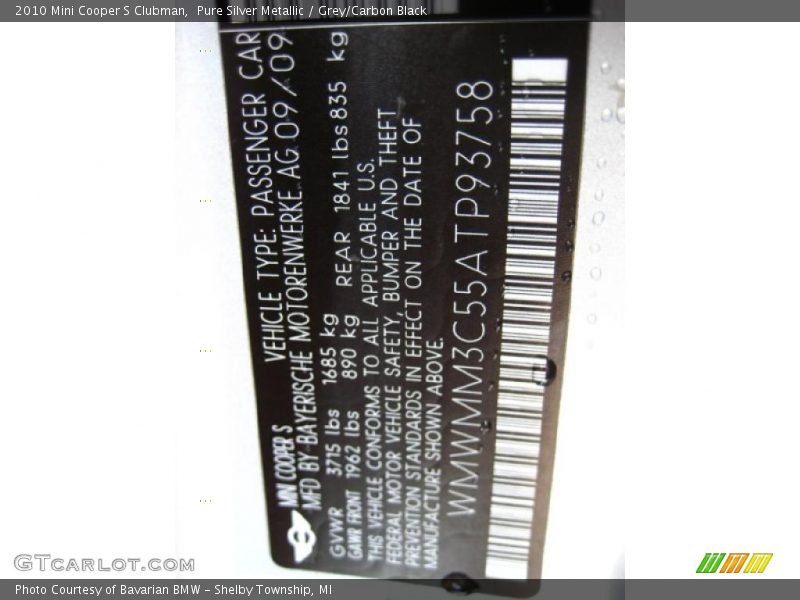 2010 Mini Cooper S Clubman,  Pure Silver Metallic / Grey/Carbon Black
MINI COOPER S VEHICLE TYPE: PASSENGER CAR
MFD BY BAYERISCHE MOTORENWERKE AG 09/09
GVWR 3715 lbs 1685 kg
GAWR FRONT 1962 lbs 890 kg REAR 1841 lbs 835 kg
THIS VEHICLE CONFORMS TO ALL APPLICABLE U.S.
FEDERAL MOTOR VEHICLE SAFETY, BUMPER AND THEFT
PREVENTION STANDARDS IN EFFECT ON THE DATE OF
MANUFACTURE SHOWN ABOVE.
WMWMM3C55ATP93758
GTCarlot.com
Photo Courtesy of Bavarian BMW – Shelby Township, MI